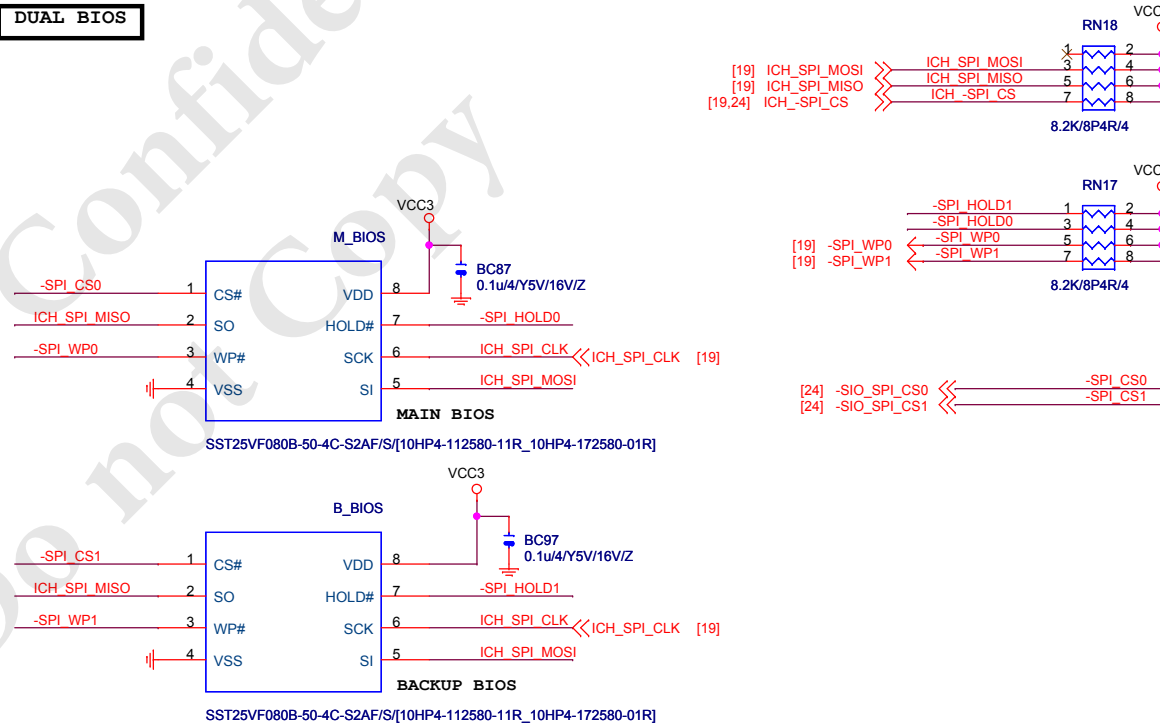 DUAL BIOS
VCC
RN18
[19] ICH_SPI_MOSI ICH_SPI_MOSI
[19] ICH_SPI_MISO ICH_SPI_MISO
[19,24] ICH_-SPI_CS ICH_-SPI_CS
1 2
3 4
5 6
7 8
8.2K/8P4R/4
VCC
RN17
-SPI_HOLD1 1 2
-SPI_HOLD0 3 4
[19] -SPI_WP0 -SPI_WP0 5 6
[19] -SPI_WP1 -SPI_WP1 7 8
8.2K/8P4R/4
[24] -SIO_SPI_CS0 -SPI_CS0
[24] -SIO_SPI_CS1 -SPI_CS1
VCC3
M_BIOS
BC87
0.1u/4/Y5V/16V/Z
-SPI_CS0 1 CS# VDD 8
ICH_SPI_MISO 2 SO HOLD# 7 -SPI_HOLD0
-SPI_WP0 3 WP# SCK 6 ICH_SPI_CLK ICH_SPI_CLK [19]
4 VSS SI 5 ICH_SPI_MOSI
MAIN BIOS
SST25VF080B-50-4C-S2AF/S/[10HP4-112580-11R_10HP4-172580-01R]
VCC3
B_BIOS
BC97
0.1u/4/Y5V/16V/Z
-SPI_CS1 1 CS# VDD 8
ICH_SPI_MISO 2 SO HOLD# 7 -SPI_HOLD1
-SPI_WP1 3 WP# SCK 6 ICH_SPI_CLK ICH_SPI_CLK [19]
4 VSS SI 5 ICH_SPI_MOSI
BACKUP BIOS
SST25VF080B-50-4C-S2AF/S/[10HP4-112580-11R_10HP4-172580-01R]
Confide
Do not Copy